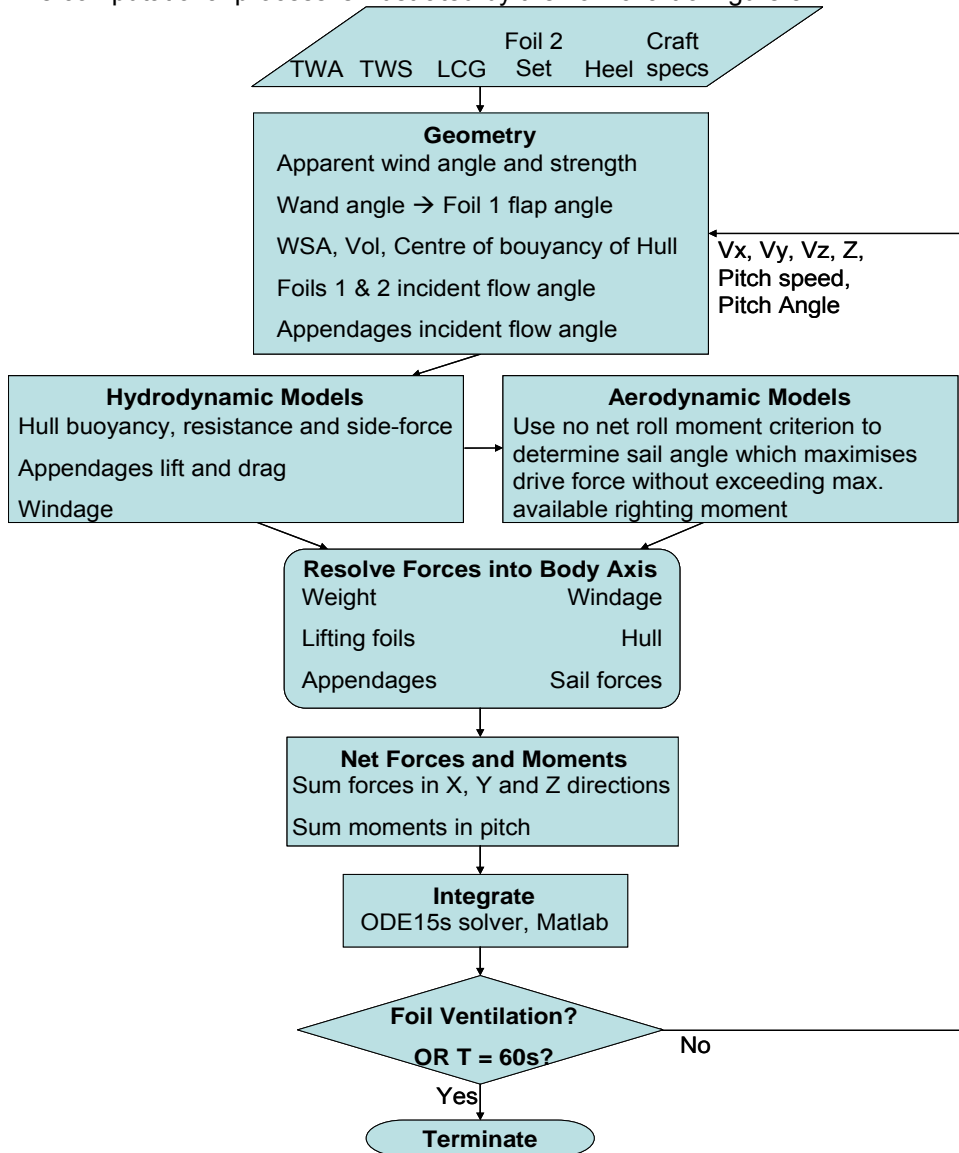 TWA TWS LCG Foil 2 Set Heel Craft specs
Geometry
Apparent wind angle and strength
Wand angle → Foil 1 flap angle
WSA, Vol, Centre of bouyancy of Hull
Foils 1 & 2 incident flow angle
Appendages incident flow angle
Vx, Vy, Vz, Z,
Pitch speed,
Pitch Angle
Hydrodynamic Models
Hull buoyancy, resistance and side-force
Appendages lift and drag
Windage
Aerodynamic Models
Use no net roll moment criterion to
determine sail angle which maximises
drive force without exceeding max.
available righting moment
Resolve Forces into Body Axis
Weight Windage
Lifting foils Hull
Appendages Sail forces
Net Forces and Moments
Sum forces in X, Y and Z directions
Sum moments in pitch
Integrate
ODE15s solver, Matlab
Foil Ventilation?
OR T = 60s?
No
Yes
Terminate